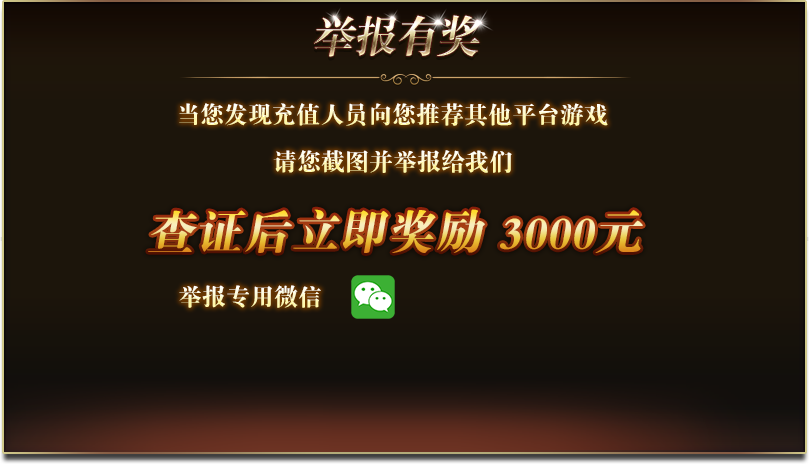 举报有奖
当您发现充值人员向您推荐其他平台游戏
请您截图并举报给我们
查证后立即奖励 3000元
举报专用微信